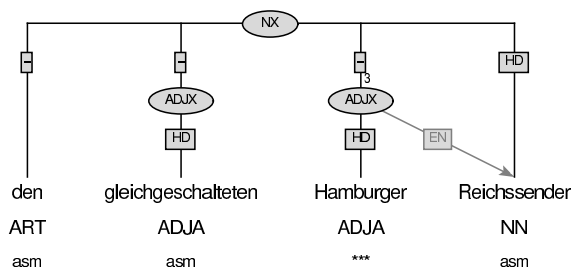 NX
- - - HD
3
ADJX ADJX
HD HD EN
den gleichgeschalteten Hamburger Reichssender
ART ADJA ADJA NN
asm asm *** asm